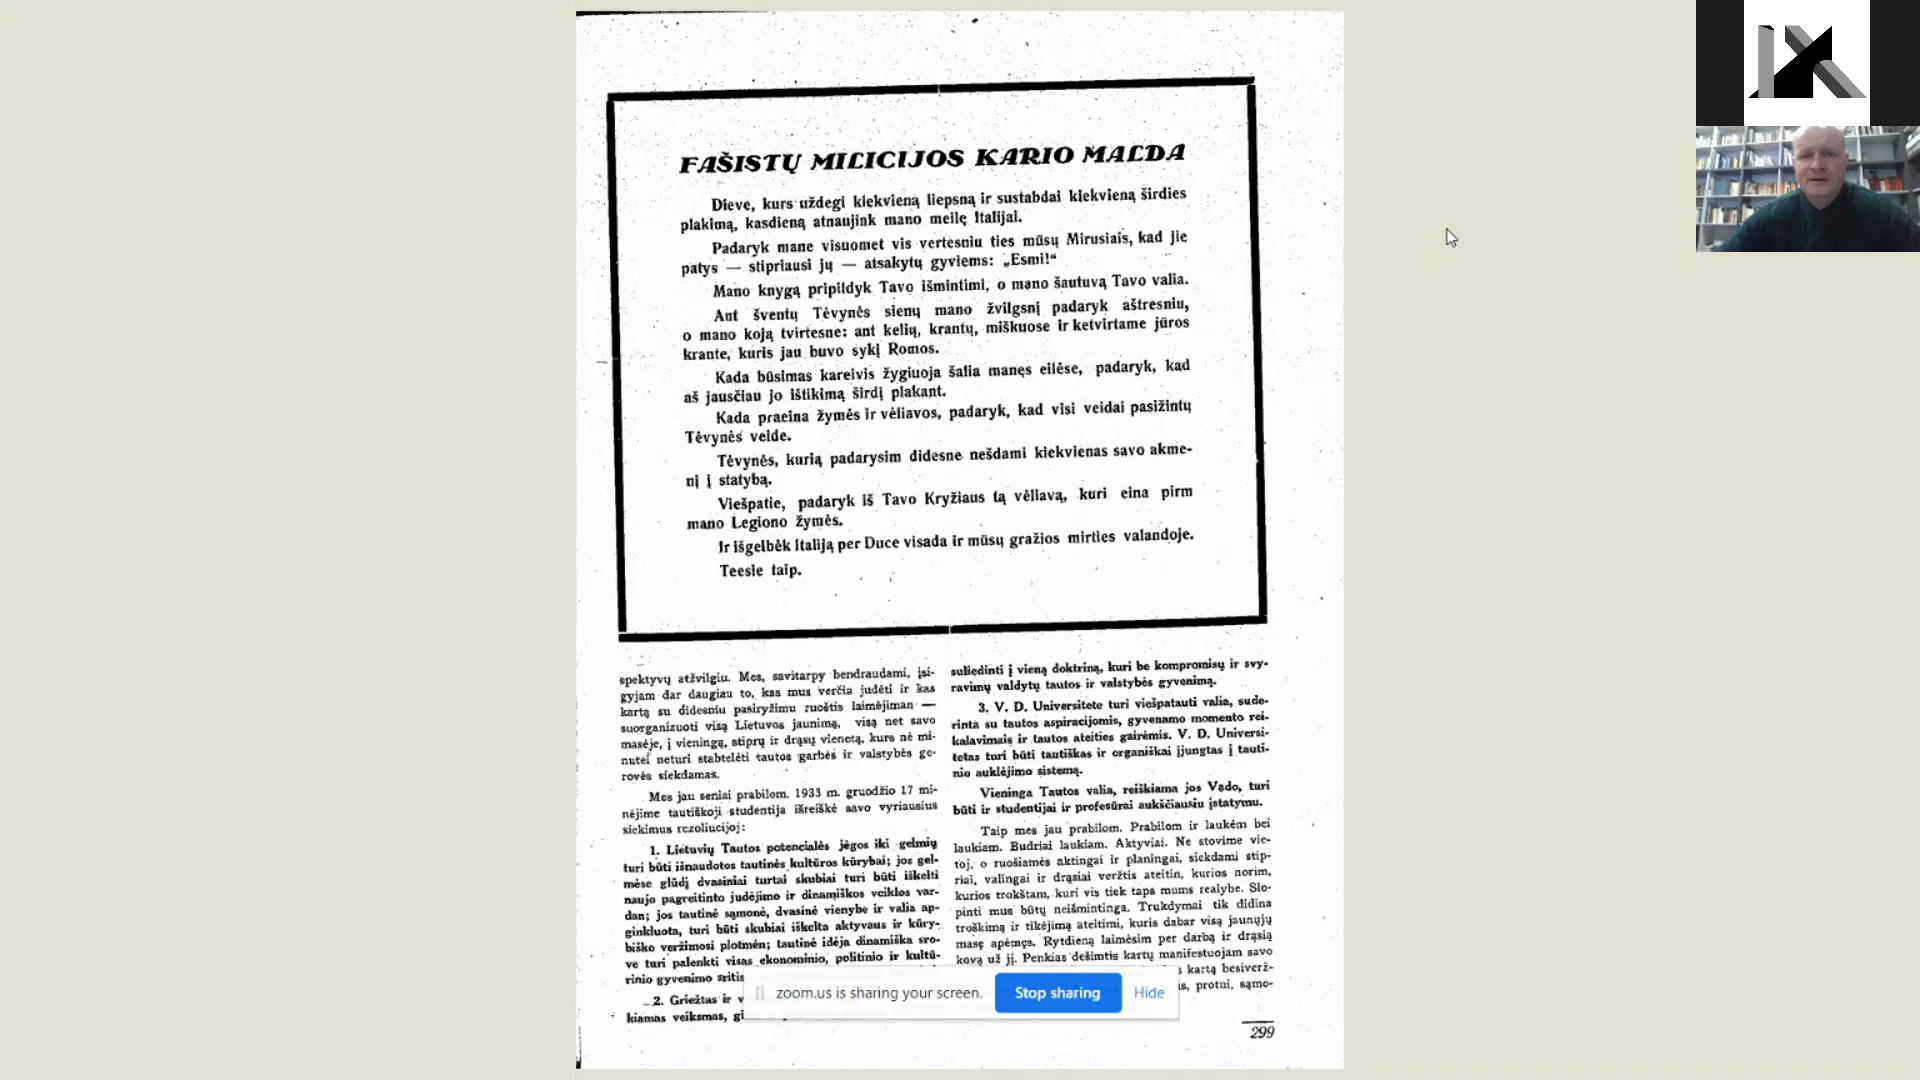 FAŠISTŲ MILICIJOS KARIO MALDA
Dieve, kurs uždegi kiekvieną liepsną ir sustabdai kiekvieną širdies
plakimą, kasdieną atnaujink mano meilę Italijai.
Padaryk mane visuomet vis vertesniu ties mūsų Mirusiais, kad jie
patys — stipriausi jų — atsakytų gyviems: „Esmi!“
Mano knygą pripildyk Tavo išmintimi, o mano šautuvą Tavo valia.
Ant šventų Tėvynės sienų mano žvilgsnį padaryk aštresniu,
o mano koją tvirtesne: ant kelių, krantų, miškuose ir ketvirtame jūros
krante, kuris jau buvo sykį Romos.
Kada būsimas kareivis žygiuoja šalia manęs eilėse, padaryk, kad
aš jausčiau jo ištikimą širdį plakant.
Kada praeina žymės ir vėliavos, padaryk, kad visi veidai pasižintų
Tėvynės veide.
Tėvynės, kurią padarysim didesne nešdami kiekvienas savo akme-
nį į statybą.
Viešpatie, padaryk iš Tavo Kryžiaus tą vėliavą, kuri eina pirm
mano Legiono žymės.
Ir išgelbėk Italiją per Duce visada ir mūsų gražios mirties valandoje.
Teesie taip.
spektyvų atžvilgiu. Mes, savitarpy bendraudami, įsi-
gyjam dar daugiau to, kas mus verčia judėti ir kas
kartą su didesniu pasiryžimu ruoštis laimėjiman —
suorganizuoti visą Lietuvos jaunimą, visą net savo
masėje, į vieningą, stiprų ir drąsų vienetą, kurs nė mi-
nutei neturi stabtelėti tautos garbės ir valstybės ge-
rovės siekdamas.
Mes jau seniai prabilom. 1933 m. gruodžio 17 mi-
nėjime tautiškoji studentija išreiškė savo vyriausius
siekimus rezoliucijoj:
1. Lietuvių Tautos potencialės jėgos iki gelmių
turi būti išnaudotos tautinės kultūros kūrybai; jos gel-
mėse glūdį dvasiniai turtai skubiai turi būti iškelti
naujo pagreitinto judėjimo ir dinamiškos veiklos var-
dan; jos tautinė sąmonė, dvasinė vienybe ir valia ap-
ginkluota, turi būti skubiai iškelta aktyvaus ir kūry-
biško veržimosi plotmėn; tautinė idėja dinamiška sro-
ve turi palenkti visas ekonominio, politinio ir kultū-
rinio gyvenimo sritis
2. Griežtas ir v
kiamas veiksmas, gi
suliedinti į vieną doktriną, kuri be kompromisų ir svy-
ravimų valdytų tautos ir valstybės gyvenimą.
3. V. D. Universitete turi viešpatauti valia, sude-
rinta su tautos aspiracijomis, gyvenamo momento rei-
kalavimais ir tautos ateities gairėmis. V. D. Universi-
tetas turi būti tautiškas ir organiškai įjungtas į tauti-
nio auklėjimo sistemą.
Vieninga Tautos valia, reiškiama jos Vado, turi
būti ir studentijai ir profesūrai aukščiausiu įstatymu.
Taip mes jau prabilom. Prabilom ir laukėm bei
laukiam. Budriai laukiam. Aktyviai. Ne stovime vie-
toj, o ruošiamės aktingai ir planingai, siekdami stip-
riai, valingai ir drąsiai veržtis ateitin, kurios norim,
kurios trokštam, kuri vis tiek taps mums realybe. Slo-
pinti mus būtų neišmintinga. Trukdymai tik didina
troškimą ir tikėjimą ateitimi, kuris dabar visą jaunųjų
masę apėmęs. Rytdieną laimėsim per darbą ir drąsią
kovą už jį. Penkias dešimtis kartų manifestuojam savo
s kartą besiverž-
is, protui, sąmo-
zoom.us is sharing your screen.
Stop sharing
Hide
299